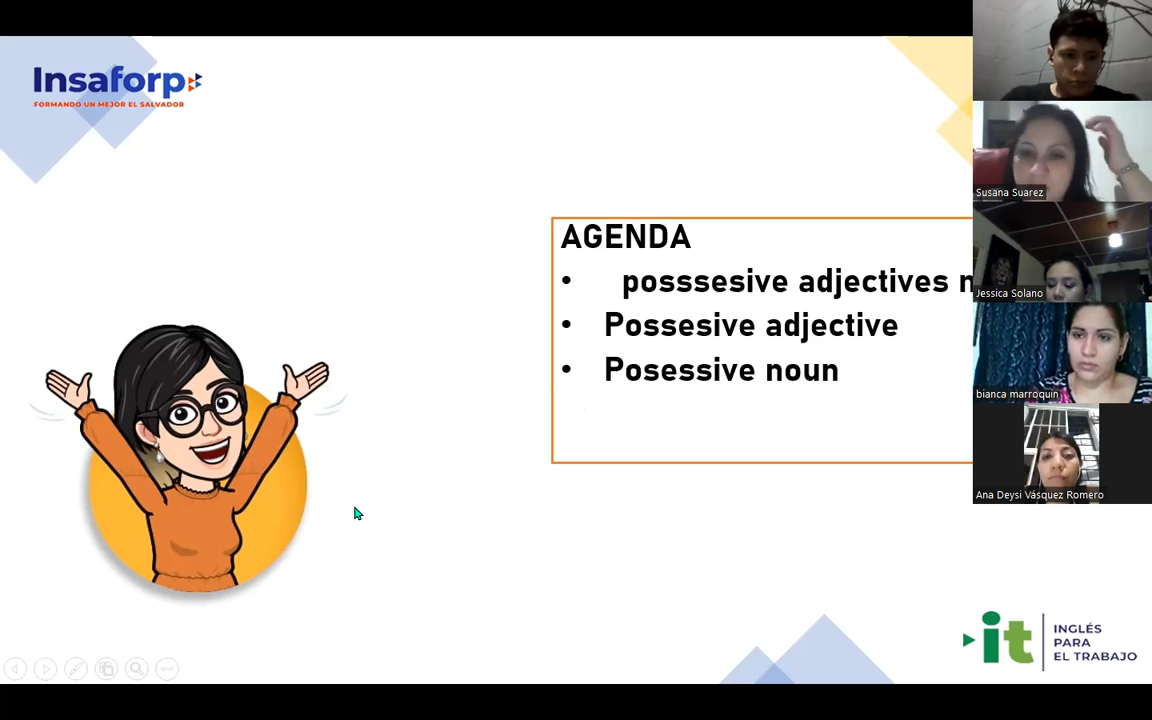 Insaforp
FORMANDO UN MEJOR EL SALVADOR
AGENDA
• posssesive adjectives
• Possesive adjective
• Posessive noun
Susana Suarez
Jessica Solano
bianca marroquin
Ana Deysi Vásquez Romero
it
INGLÉS
PARA
EL TRABAJO